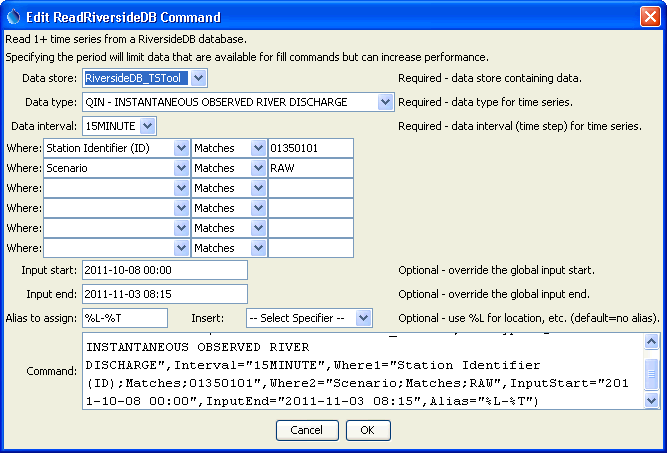 Edit ReadRiversideDB Command
Read 1+ time series from a RiversideDB database.
Specifying the period will limit data that are available for fill commands but can increase performance.
Data store: RiversideDB_TSTool Required - data store containing data.
Data type: QIN - INSTANTANEOUS OBSERVED RIVER DISCHARGE Required - data type for time series.
Data interval: 15MINUTE Required - data interval (time step) for time series.
Where: Station Identifier (ID) Matches 01350101
Where: Scenario Matches RAW
Where: Matches
Where: Matches
Where: Matches
Where: Matches
Input start: 2011-10-08 00:00 Optional - override the global input start.
Input end: 2011-11-03 08:15 Optional - override the global input end.
Alias to assign: %L-%T Insert: -- Select Specifier -- Optional - use %L for location, etc. (default=no alias).
Command:
INSTANTANEOUS OBSERVED RIVER
DISCHARGE",Interval="15MINUTE",Where1="Station Identifier
(ID);Matches;01350101",Where2="Scenario;Matches;RAW",InputStart="201
1-10-08 00:00",InputEnd="2011-11-03 08:15",Alias="%L-%T")
Cancel OK